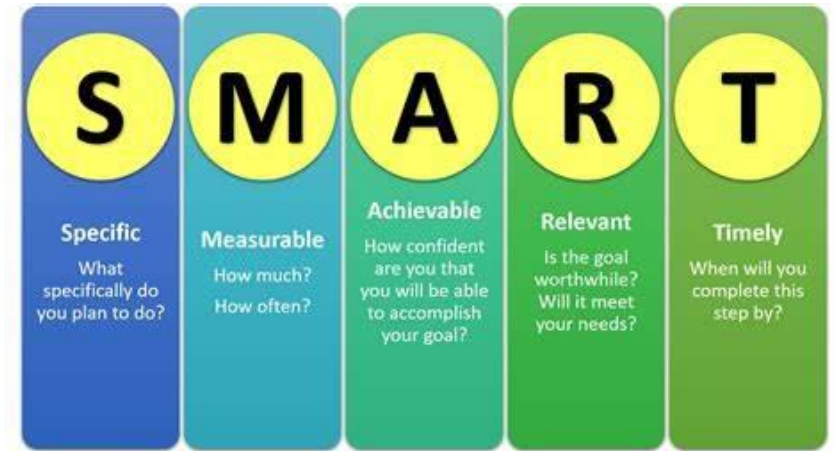 S
Specific
What
specifically do
you plan to do?
M
Measurable
How much?
How often?
A
Achievable
How confident
are you that
you will be able
to accomplish
your goal?
R
Relevant
Is the goal
worthwhile?
Will it meet
your needs?
T
Timely
When will you
complete this
step by?